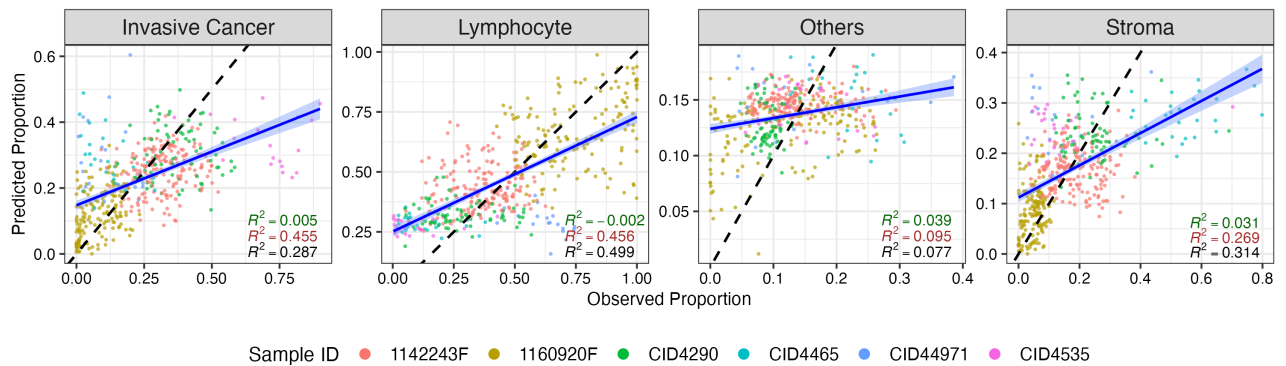 Invasive Cancer
Lymphocyte
Others
Stroma
Predicted Proportion
0.6
0.4
0.2
0.0
R² = 0.005
R² = 0.455
R² = 0.287
0.00
0.25
0.50
0.75
1.00
0.75
0.50
0.25
R² = −0.002
R² = 0.456
R² = 0.499
0.00
0.25
0.50
0.75
1.00
0.15
0.10
0.05
R² = 0.039
R² = 0.095
R² = 0.077
0.0
0.1
0.2
0.3
0.4
0.4
0.3
0.2
0.1
0.0
R² = 0.031
R² = 0.269
R² = 0.314
0.0
0.2
0.4
0.6
0.8
Observed Proportion
Sample ID 1142243F 1160920F CID4290 CID4465 CID44971 CID4535